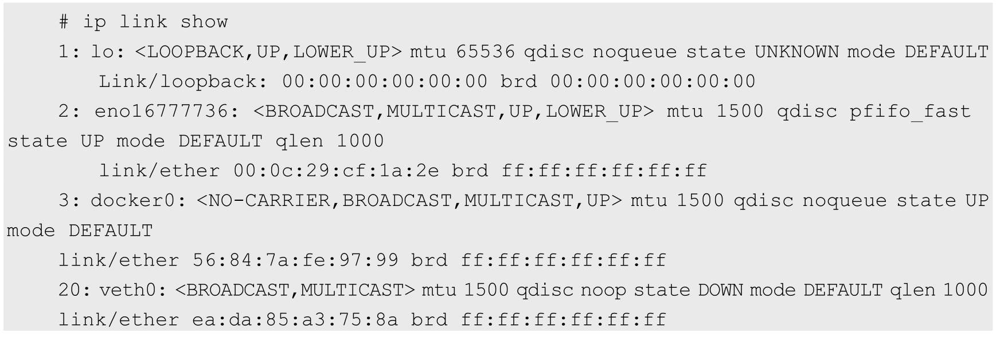 # ip link show
1: lo: <LOOPBACK,UP,LOWER_UP> mtu 65536 qdisc noqueue state UNKNOWN mode DEFAULT
Link/loopback: 00:00:00:00:00:00 brd 00:00:00:00:00:00
2: eno16777736: <BROADCAST,MULTICAST,UP,LOWER_UP> mtu 1500 qdisc pfifo_fast
state UP mode DEFAULT qlen 1000
link/ether 00:0c:29:cf:1a:2e brd ff:ff:ff:ff:ff:ff
3: docker0: <NO-CARRIER,BROADCAST,MULTICAST,UP> mtu 1500 qdisc noqueue state UP
mode DEFAULT
link/ether 56:84:7a:fe:97:99 brd ff:ff:ff:ff:ff:ff
20: veth0: <BROADCAST,MULTICAST> mtu 1500 qdisc noop state DOWN mode DEFAULT qlen 1000
link/ether ea:da:85:a3:75:8a brd ff:ff:ff:ff:ff:ff